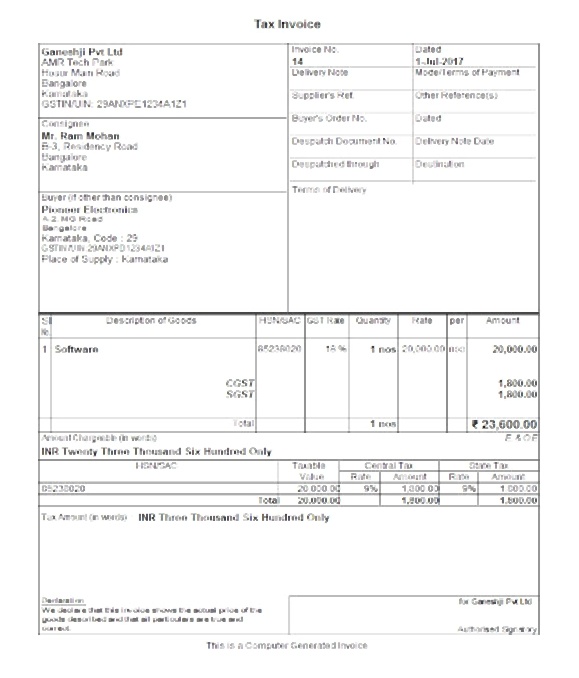 Tax Invoice
Ganeshji Pvt Ltd
AMR Tech Park
Hosur Main Road
Bangalore
Karnataka
GSTIN/UIN: 29ANXPE1234A1Z1
Invoice No.
14
Dated
1-Jul-2017
Delivery Note
Mode/Terms of Payment
Supplier's Ref.
Other Reference(s)
Buyer's Order No.
Dated
Despatch Document No.
Delivery Note Date
Despatched through
Destination
Terms of Delivery
Consignee
Mr. Ram Mohan
B-3, Residency Road
Bangalore
Karnataka
Buyer (if other than consignee)
Pioneer Electronics
A-2, MG Road
Bangalore
Karnataka, Code : 29
GSTIN/UIN: 29ANXPD1234A1Z1
Place of Supply : Karnataka
Sl No. Description of Goods HSN/SAC GST Rate Quantity Rate per Amount
1 Software 85238020 18 % 1 nos 20,000.00 nos 20,000.00
CGST 1,800.00
SGST 1,800.00
Total 1 nos ₹ 23,600.00
Amount Chargeable (in words) E. & O.E
INR Twenty Three Thousand Six Hundred Only
HSN/SAC Taxable Value Central Tax State Tax
Rate Amount Rate Amount
85238020 20,000.00 9% 1,800.00 9% 1,800.00
Total 20,000.00 1,800.00 1,800.00
Tax Amount (in words) INR Three Thousand Six Hundred Only
Declaration
We declare that this invoice shows the actual price of the
goods described and that all particulars are true and
correct.
for Ganeshji Pvt Ltd
Authorised Signatory
This is a Computer Generated Invoice